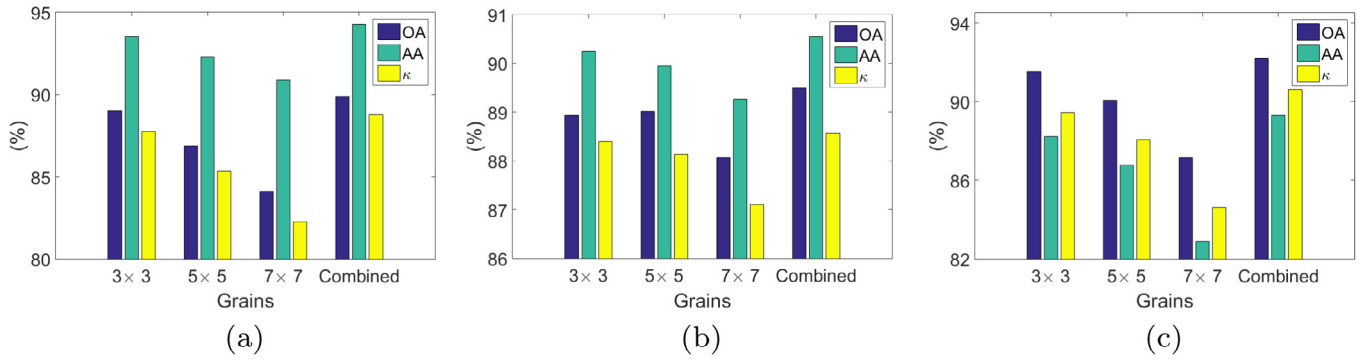 95
90
85
80
(%)
OA
AA
κ
3× 3 5× 5 7× 7 Combined
Grains
(a)
91
90
89
88
87
86
(%)
OA
AA
κ
3× 3 5× 5 7× 7 Combined
Grains
(b)
94
90
86
82
(%)
OA
AA
κ
3× 3 5× 5 7× 7 Combined
Grains
(c)